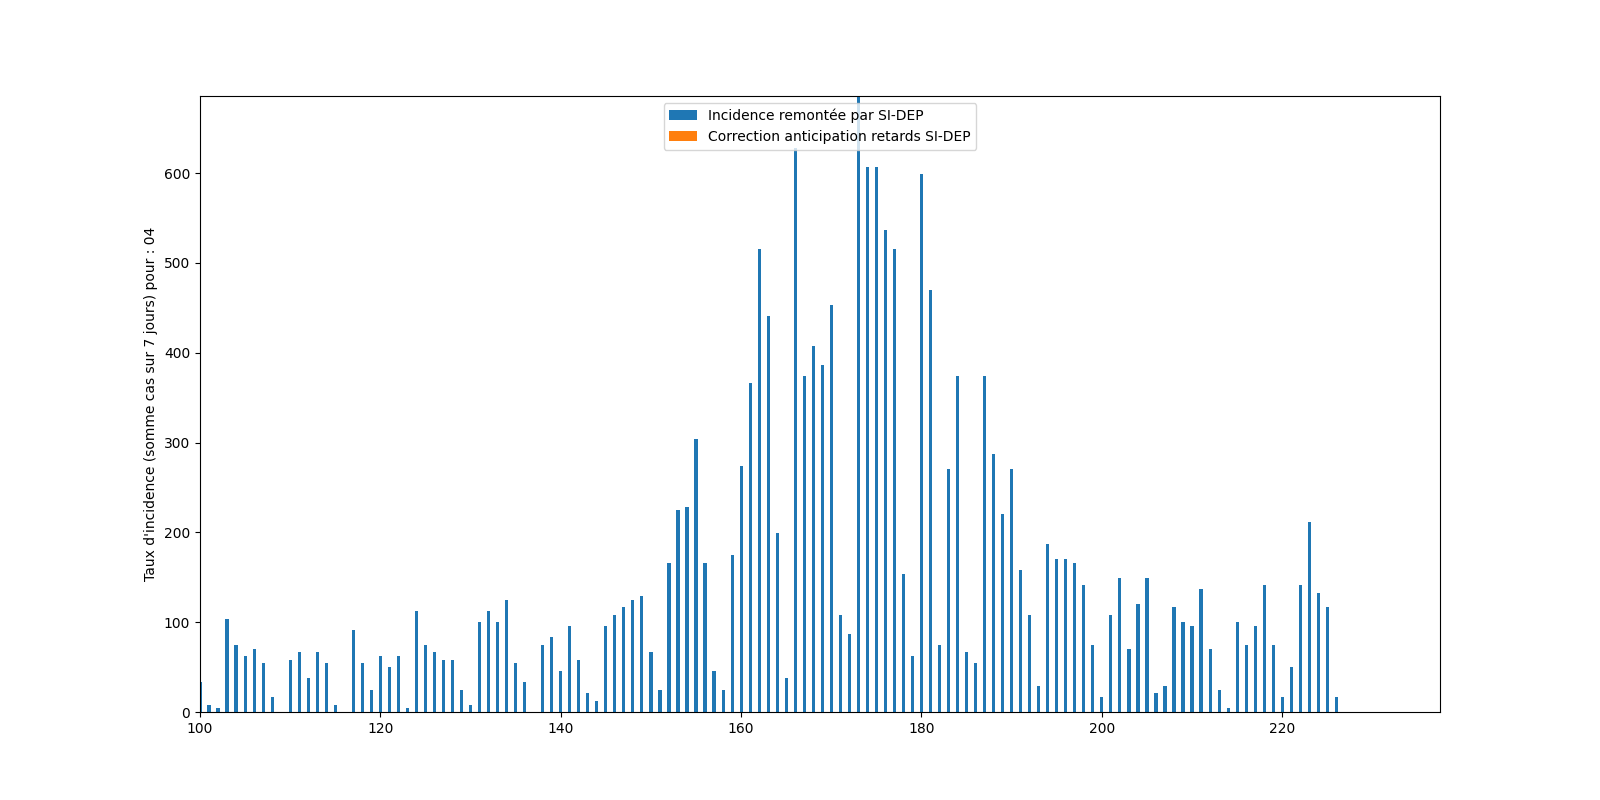 Incidence remontée par SI-DEP
Correction anticipation retards SI-DEP
Taux d'incidence (somme cas sur 7 jours) pour : 04
600
500
400
300
200
100
0
100 120 140 160 180 200 220